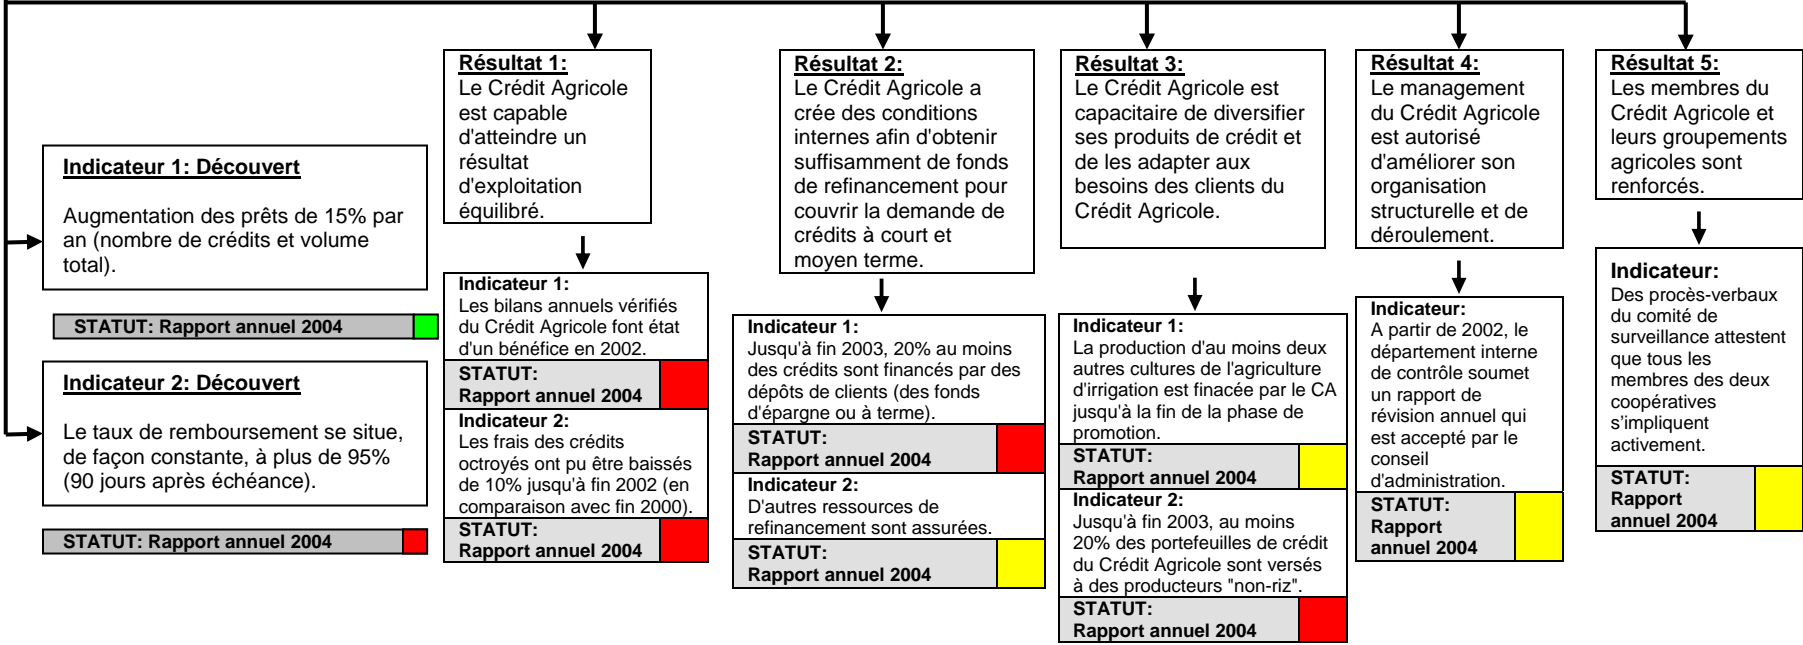 Indicateur 1: Découvert
Augmentation des prêts de 15% par
an (nombre de crédits et volume
total).
STATUT: Rapport annuel 2004
Indicateur 2: Découvert
Le taux de remboursement se situe,
de façon constante, à plus de 95%
(90 jours après échéance).
STATUT: Rapport annuel 2004
Résultat 1:
Le Crédit Agricole
est capable
d'atteindre un
résultat
d'exploitation
équilibré.
Indicateur 1:
Les bilans annuels vérifiés
du Crédit Agricole font état
d'un bénéfice en 2002.
STATUT:
Rapport annuel 2004
Indicateur 2:
Les frais des crédits
octroyés ont pu être baissés
de 10% jusqu'à fin 2002 (en
comparaison avec fin 2000).
STATUT:
Rapport annuel 2004
Résultat 2:
Le Crédit Agricole a
crée des conditions
internes afin d'obtenir
suffisamment de fonds
de refinancement pour
couvrir la demande de
crédits à court et
moyen terme.
Indicateur 1:
Jusqu'à fin 2003, 20% au moins
des crédits sont financés par des
dépôts de clients (des fonds
d'épargne ou à terme).
STATUT:
Rapport annuel 2004
Indicateur 2:
D'autres ressources de
refinancement sont assurées.
STATUT:
Rapport annuel 2004
Résultat 3:
Le Crédit Agricole est
capacitaire de diversifier
ses produits de crédit et
de les adapter aux
besoins des clients du
Crédit Agricole.
Indicateur 1:
La production d'au moins deux
autres cultures de l'agriculture
d'irrigation est finacée par le CA
jusqu'à la fin de la phase de
promotion.
STATUT:
Rapport annuel 2004
Indicateur 2:
Jusqu'à fin 2003, au moins
20% des portefeuilles de crédit
du Crédit Agricole sont versés
à des producteurs "non-riz".
STATUT:
Rapport annuel 2004
Résultat 4:
Le management
du Crédit Agricole
est autorisé
d'améliorer son
organisation
structurelle et de
déroulement.
Indicateur:
A partir de 2002, le
département interne
de contrôle soumet
un rapport de
révision annuel qui
est accepté par le
conseil
d'administration.
STATUT:
Rapport
annuel 2004
Résultat 5:
Les membres du
Crédit Agricole et
leurs groupements
agricoles sont
renforcés.
Indicateur:
Des procès-verbaux
du comité de
surveillance attestent
que tous les
membres des deux
coopératives
s’impliquent
activement.
STATUT:
Rapport
annuel 2004